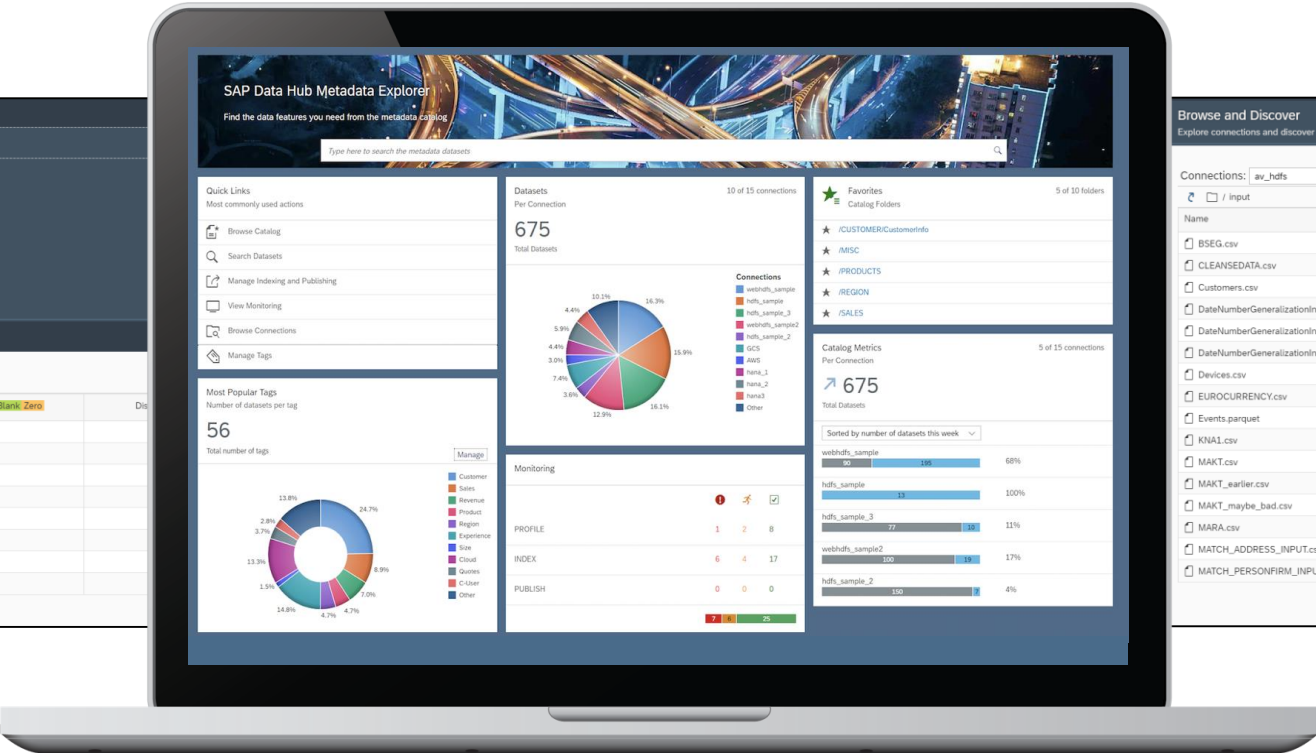 SAP Data Hub Metadata Explorer
Find the data features you need from the metadata catalog
Type here to search the metadata datasets
Quick Links
Most commonly used actions
Browse Catalog
Search Datasets
Manage Indexing and Publishing
View Monitoring
Browse Connections
Manage Tags
Most Popular Tags
Number of datasets per tag
56
Total number of tags
Manage
13.8%
24.7%
2.8%
3.7%
13.3%
8.9%
1.5%
7.0%
14.8%
4.7%
4.7%
Customer
Sales
Revenue
Product
Region
Experience
Size
Cloud
Quotes
C-User
Other
Datasets
10 of 15 connections
Per Connection
675
Total Datasets
10.1%
16.3%
4.4%
5.9%
4.4%
15.9%
3.0%
7.4%
3.6%
16.1%
12.9%
Connections
webhdfs_sample
hdfs_sample
hdfs_sample_3
webhdfs_sample2
hdfs_sample_2
GCS
AWS
hana_1
hana_2
hana3
Other
Monitoring
PROFILE 1 2 8
INDEX 6 4 17
PUBLISH 0 0 0
7 6 25
Favorites
5 of 10 folders
Catalog Folders
/CUSTOMER/CustomerInfo
/MISC
/PRODUCTS
/REGION
/SALES
Catalog Metrics
5 of 15 connections
Per Connection
675
Total Datasets
Sorted by number of datasets this week
webhdfs_sample
90 195 68%
hdfs_sample
13 100%
hdfs_sample_3
77 10 11%
webhdfs_sample2
100 19 17%
hdfs_sample_2
150 7 4%
Blank Zero
Dis
Browse and Discover
Explore connections and discover
Connections: av_hdfs
/ input
Name
BSEG.csv
CLEANSEDATA.csv
Customers.csv
DateNumberGeneralizationIn
DateNumberGeneralizationIn
DateNumberGeneralizationIn
Devices.csv
EUROCURRENCY.csv
Events.parquet
KNA1.csv
MAKT.csv
MAKT_earlier.csv
MAKT_maybe_bad.csv
MARA.csv
MATCH_ADDRESS_INPUT.cs
MATCH_PERSONFIRM_INPU